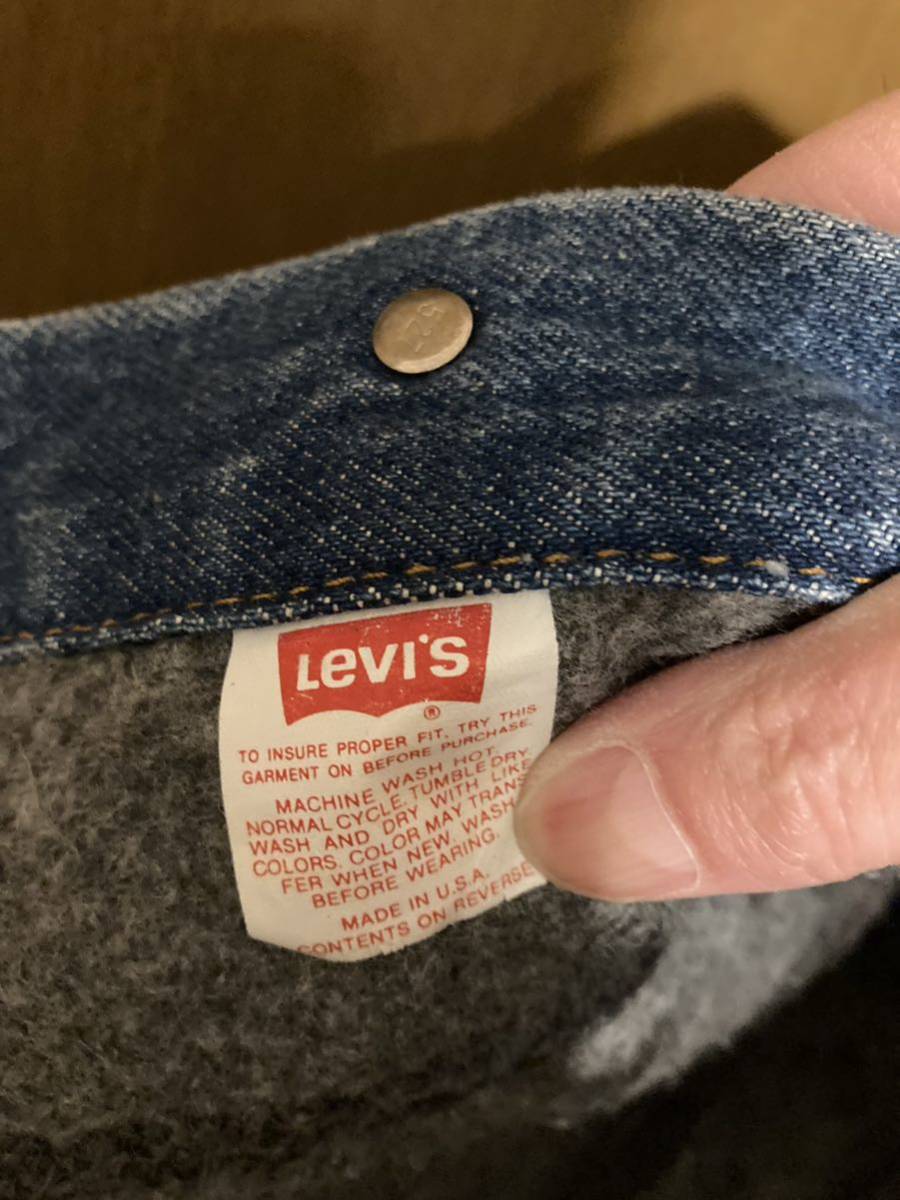 527
LEVI'S
®
TO INSURE PROPER FIT, TRY THIS
GARMENT ON BEFORE PURCHASE.
MACHINE WASH HOT,
NORMAL CYCLE. TUMBLE DRY.
WASH AND DRY WITH LIKE
COLORS. COLOR MAY TRANS
FER WHEN NEW. WASH
BEFORE WEARING.
MADE IN U.S.A.
CONTENTS ON REVERSE